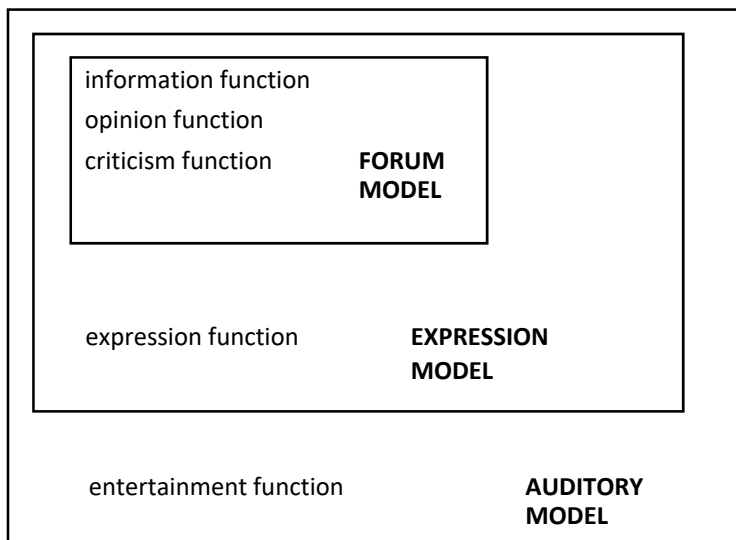 information function
opinion function
criticism function FORUM
MODEL
expression function EXPRESSION
MODEL
entertainment function AUDITORY
MODEL